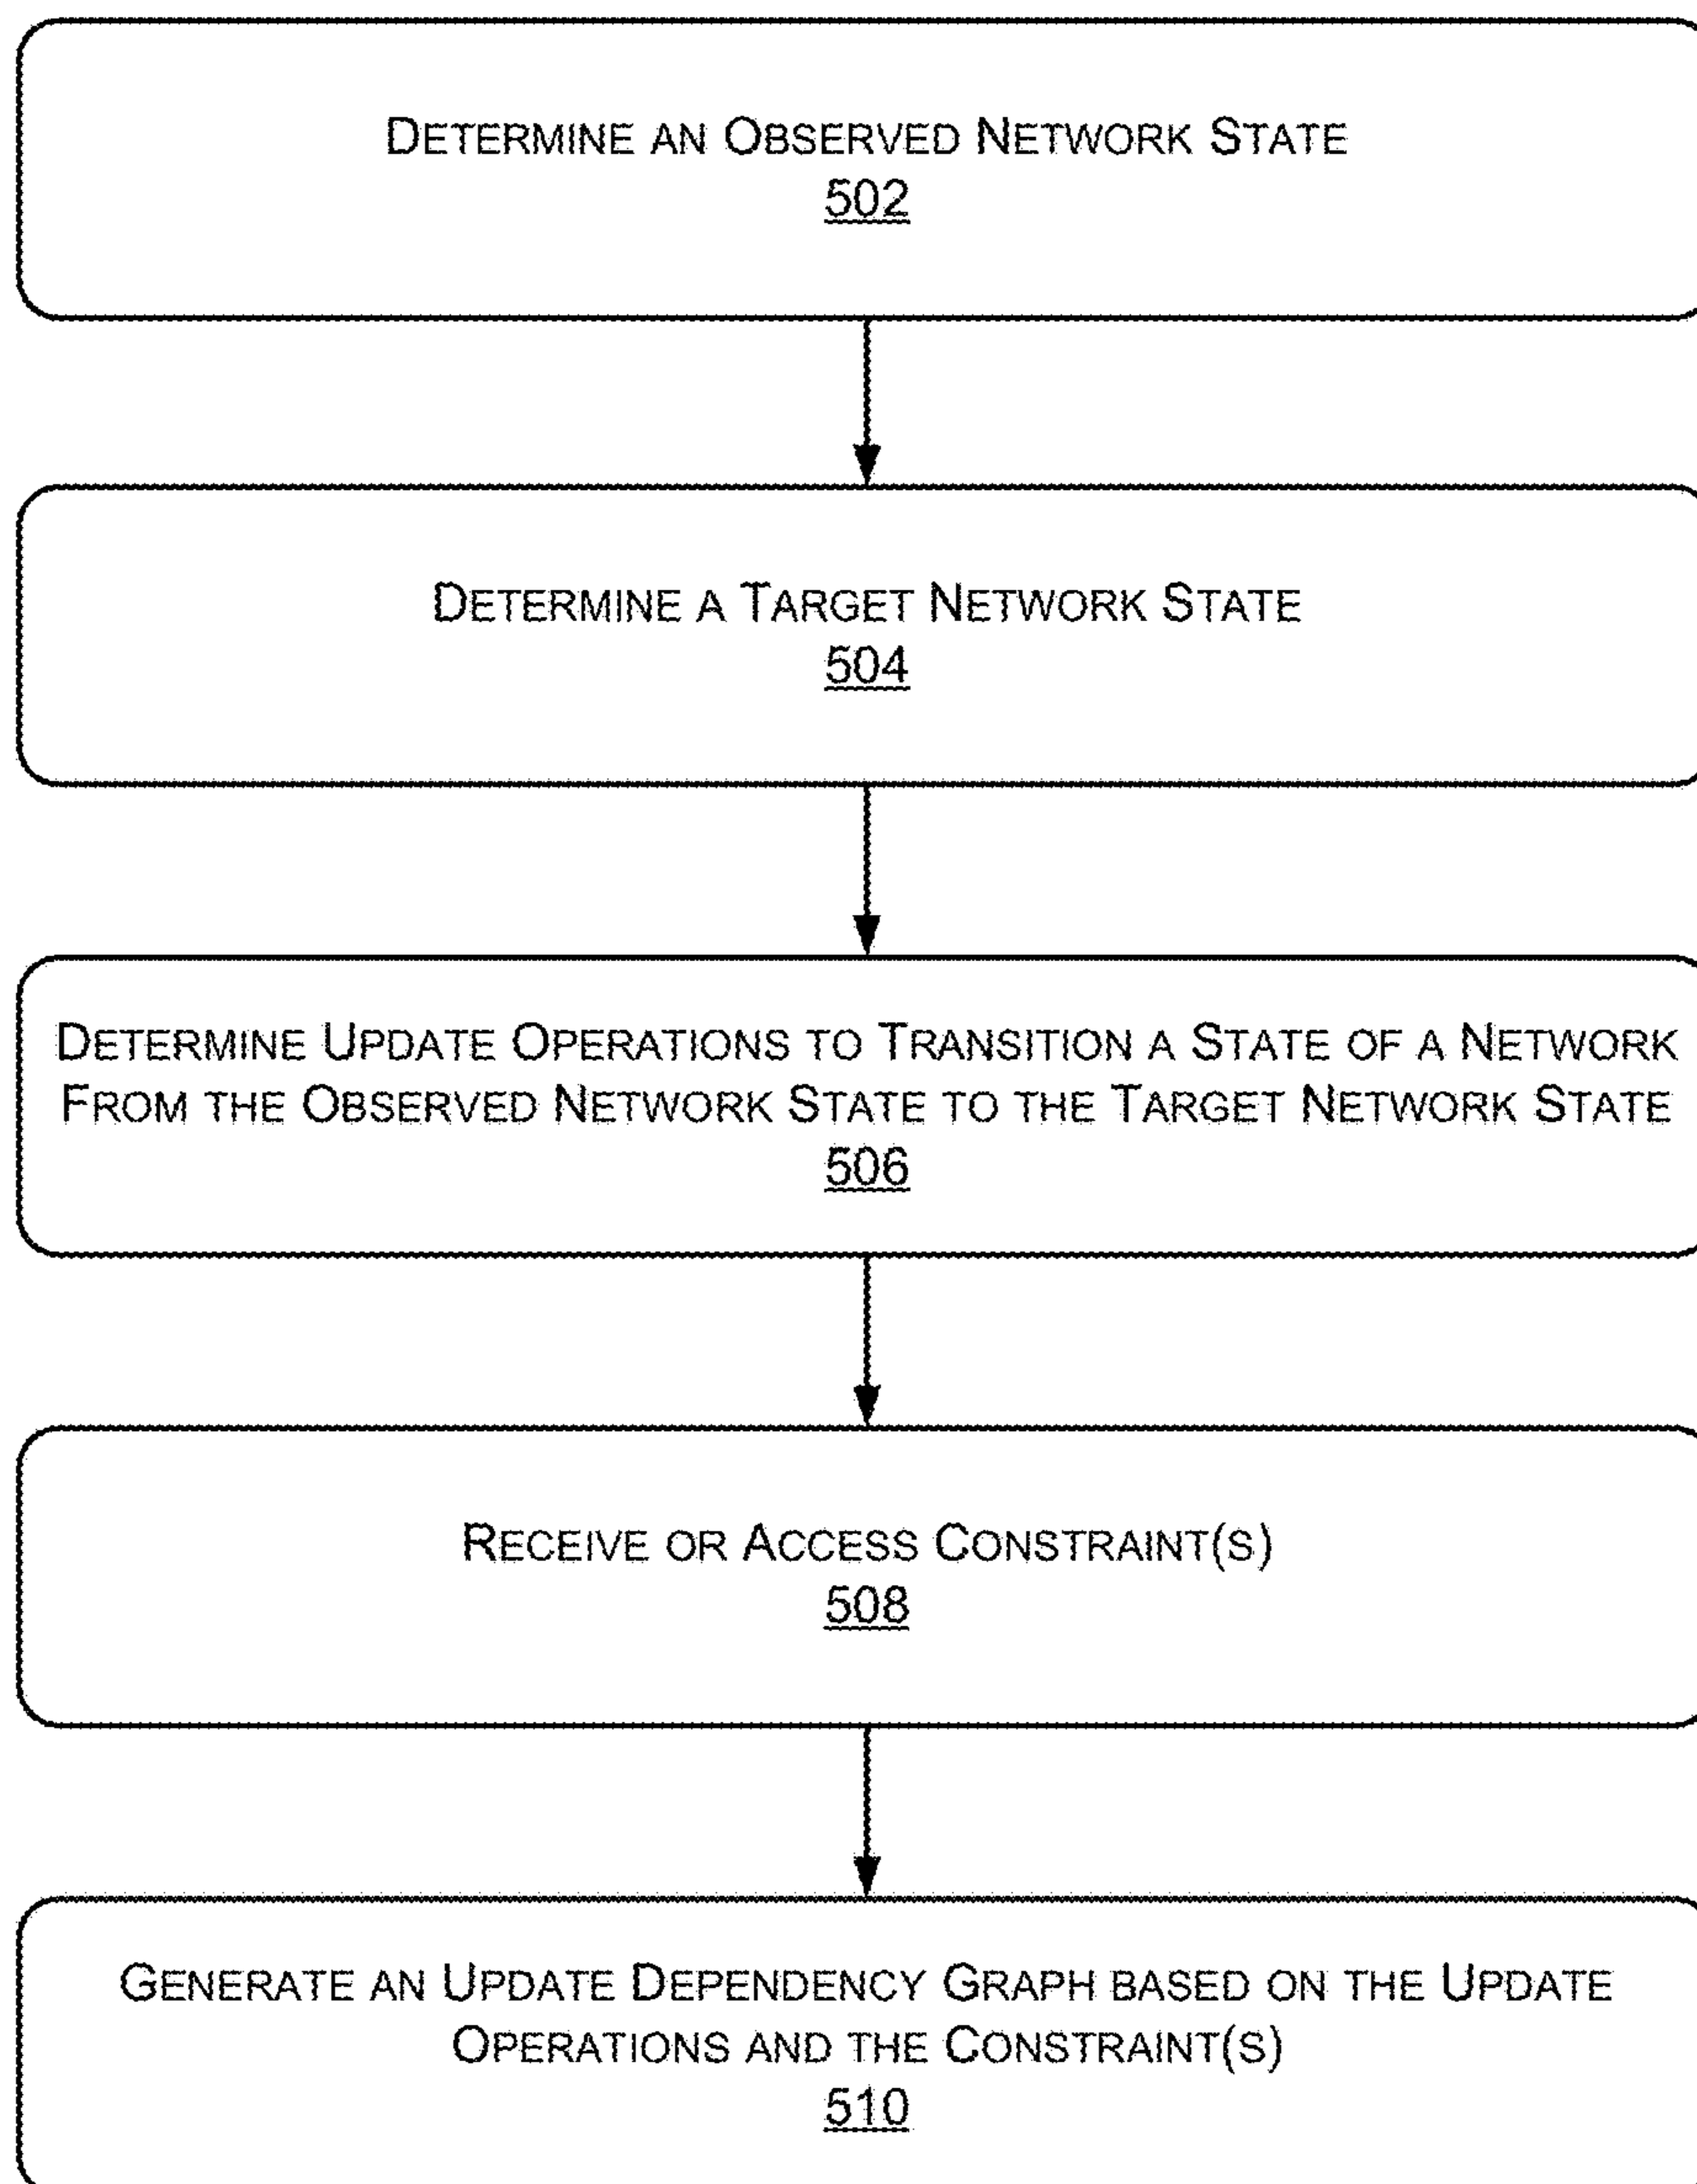 DETERMINE AN OBSERVED NETWORK STATE
502
DETERMINE A TARGET NETWORK STATE
504
DETERMINE UPDATE OPERATIONS TO TRANSITION A STATE OF A NETWORK
FROM THE OBSERVED NETWORK STATE TO THE TARGET NETWORK STATE
506
RECEIVE OR ACCESS CONSTRAINT(S)
508
GENERATE AN UPDATE DEPENDENCY GRAPH BASED ON THE UPDATE
OPERATIONS AND THE CONSTRAINT(S)
510